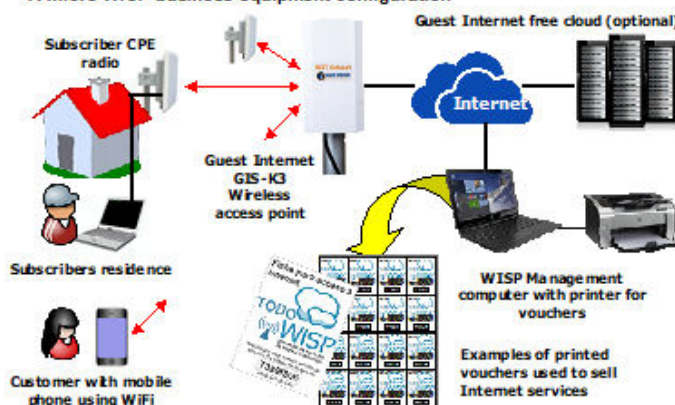 Guest Internet free cloud (optional)
Subscriber CPE
radio
Internet
Guest Internet
GIS-K3
Wireless
access point
Subscribers residence
WISP Management
computer with printer for
vouchers
TODO
WISP
Examples of printed
vouchers used to sell
Internet services
Customer with mobile
phone using WiFi